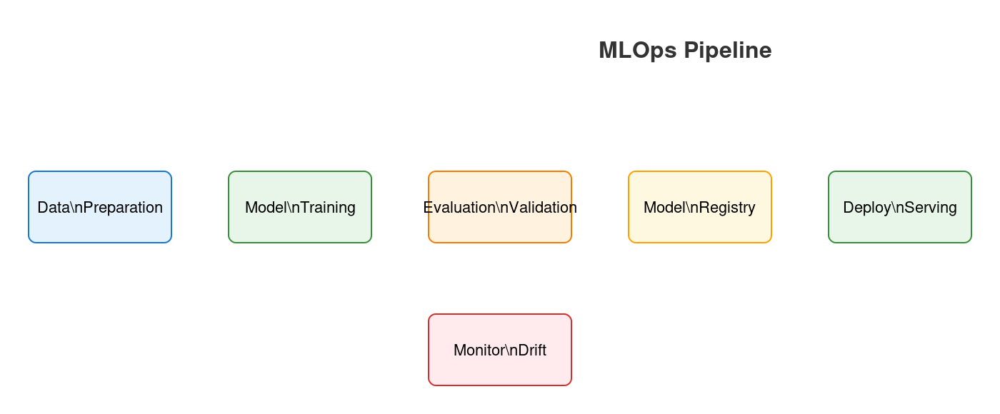 MLOps Pipeline
Data\nPreparation
Model\nTraining
Evaluation\nValidation
Model\nRegistry
Deploy\nServing
Monitor\nDrift